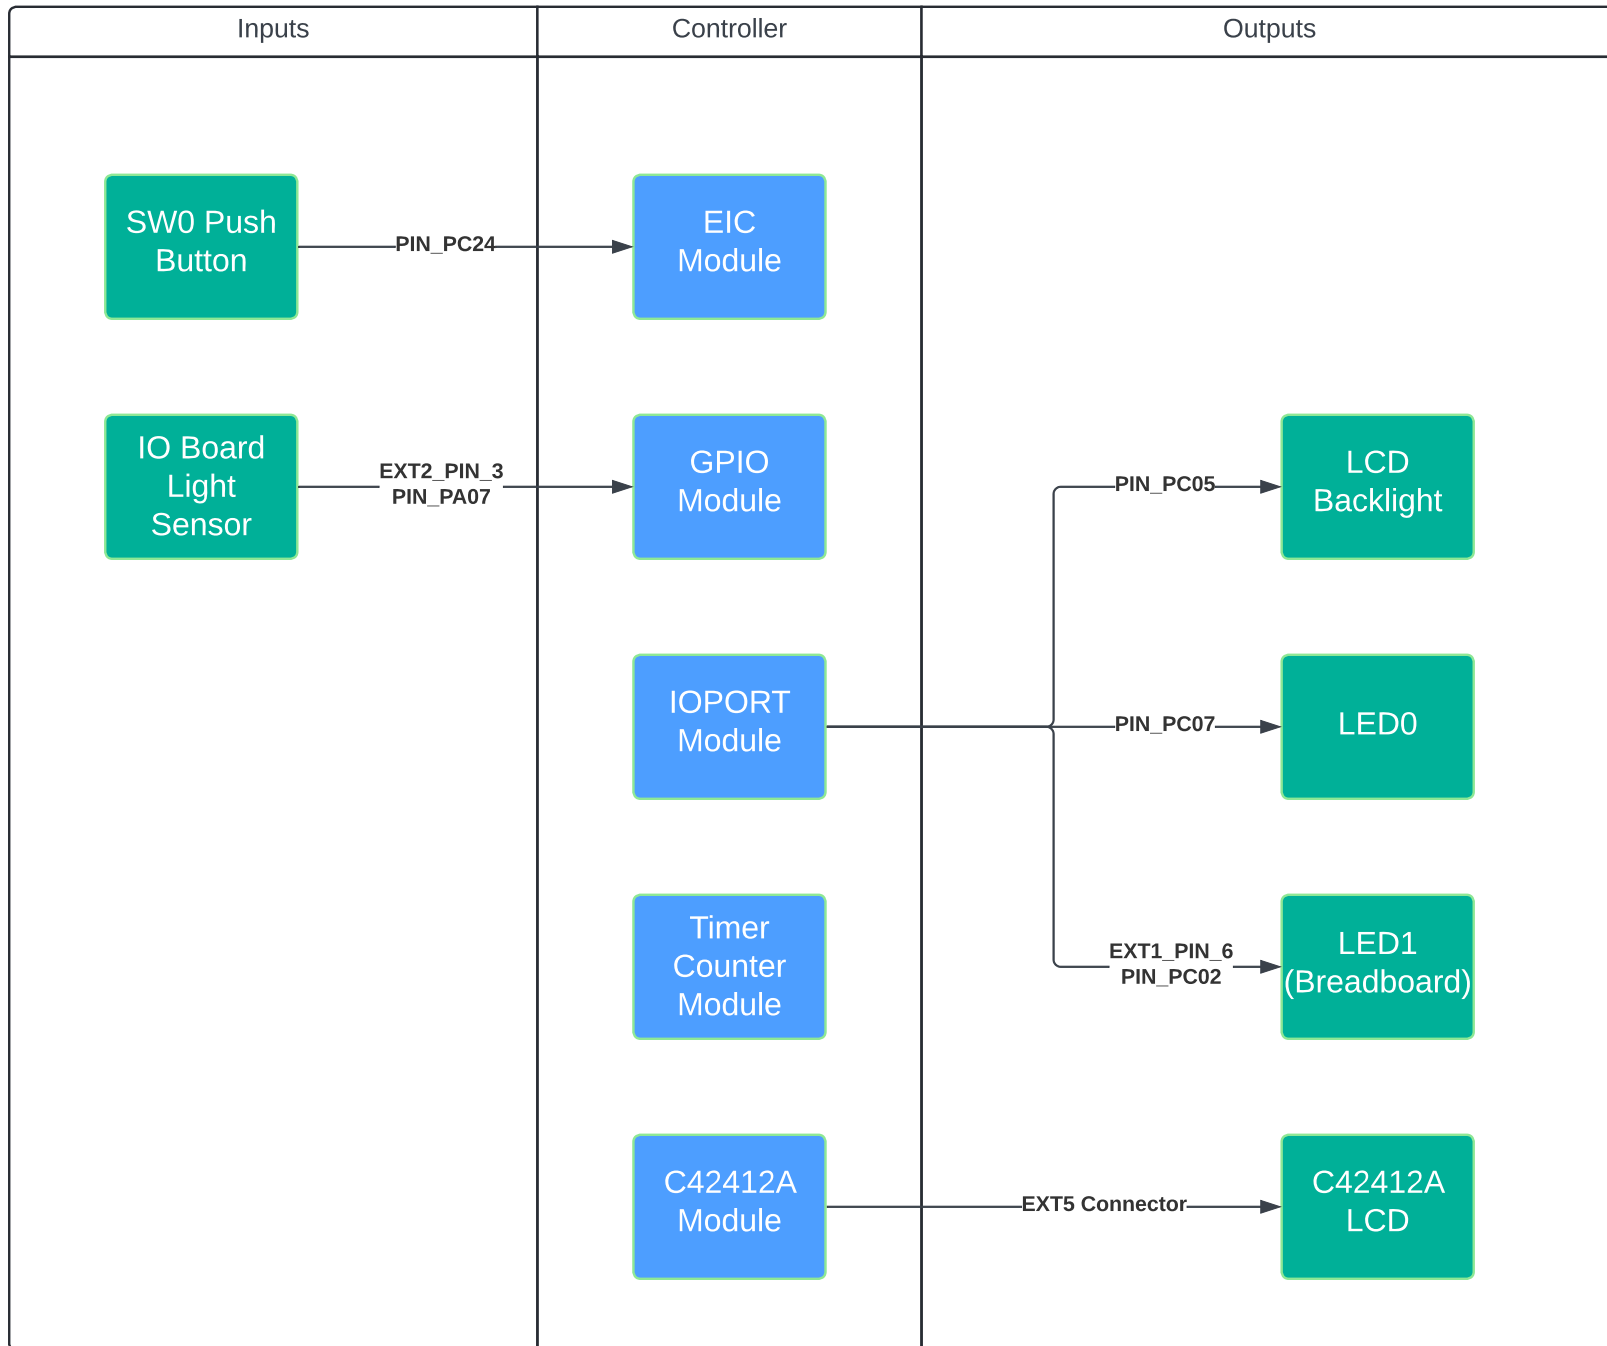 Inputs
Controller
Outputs
SW0 Push
Button
PIN_PC24
EIC
Module
IO Board
Light
Sensor
EXT2_PIN_3
PIN_PA07
GPIO
Module
PIN_PC05
LCD
Backlight
IOPORT
Module
PIN_PC07
LED0
Timer
Counter
Module
EXT1_PIN_6
PIN_PC02
LED1
(Breadboard)
C42412A
Module
EXT5 Connector
C42412A
LCD